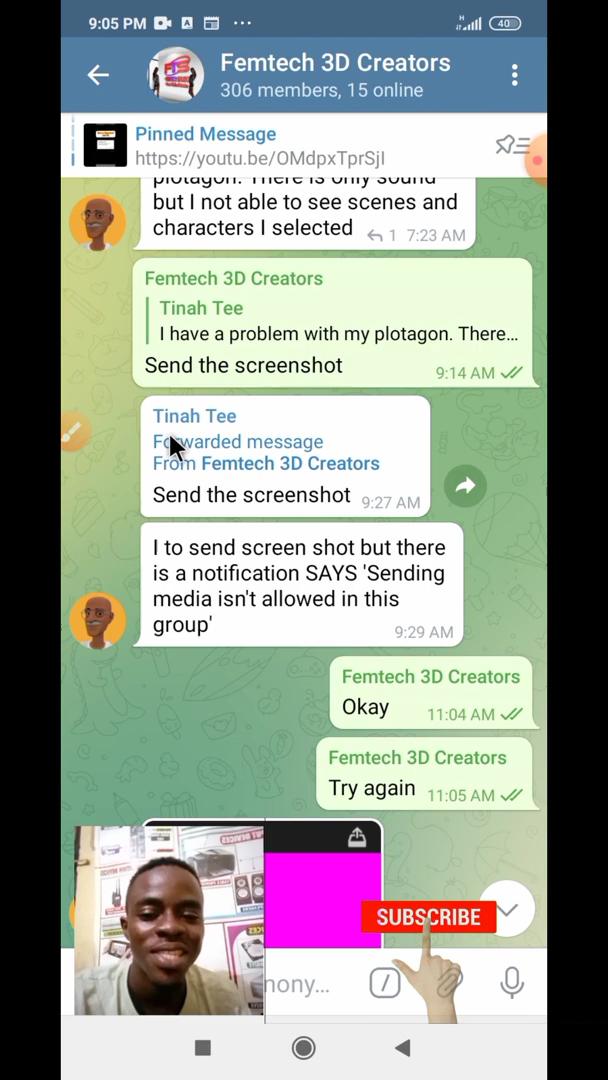 9:05 PM
H
40
Femtech 3D Creators
306 members, 15 online
Pinned Message
https://youtu.be/OMdpxTprSjI
plotagon. There is only sound
but I not able to see scenes and
characters I selected
1 7:23 AM
Femtech 3D Creators
Tinah Tee
I have a problem with my plotagon. There...
Send the screenshot
9:14 AM
Tinah Tee
Forwarded message
From Femtech 3D Creators
Send the screenshot
9:27 AM
I to send screen shot but there
is a notification SAYS 'Sending
media isn't allowed in this
group'
9:29 AM
Femtech 3D Creators
Okay
11:04 AM
Femtech 3D Creators
Try again
11:05 AM
SUBSCRIBE
nony...